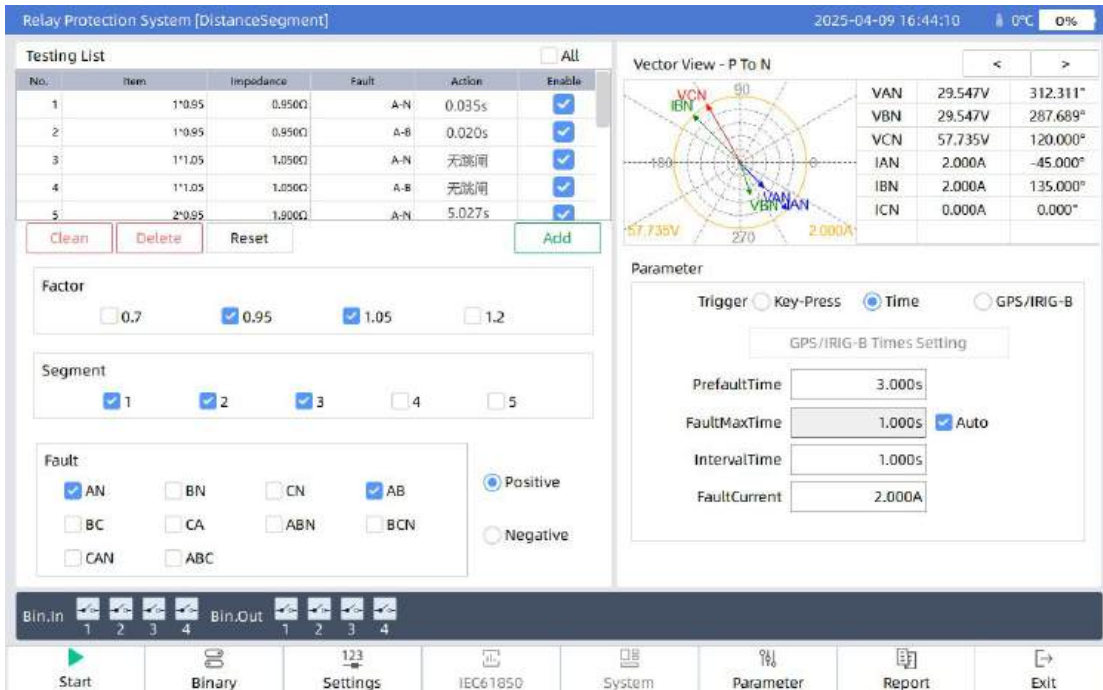 Relay Protection System [DistanceSegment] 2025-04-09 16:44:10 0℃ 0%
Testing List All
No. Item Impedance Fault Action Enable
1 1*0.95 0.950Ω A-N 0.035s
2 1*0.95 0.950Ω A-B 0.020s
3 1*1.05 1.050Ω A-N 无跳闸
4 1*1.05 1.050Ω A-B 无跳闸
5 2*0.95 1.900Ω A-N 5.027s
Clean Delete Reset Add
Factor
0.7 0.95 1.05 1.2
Segment
1 2 3 4 5
Fault
AN BN CN AB
BC CA ABN BCN
CAN ABC
Positive
Negative
Vector View - P To N < >
90
VCN
IBN
180 0
VAN
VBN IAN
57.735V 270 2.000A
VAN 29.547V 312.311°
VBN 29.547V 287.689°
VCN 57.735V 120.000°
IAN 2.000A -45.000°
IBN 2.000A 135.000°
ICN 0.000A 0.000°
Parameter
Trigger Key-Press Time GPS/IRIG-B
GPS/IRIG-B Times Setting
PrefaultTime 3.000s
FaultMaxTime 1.000s Auto
IntervalTime 1.000s
FaultCurrent 2.000A
Bin.In 1 2 3 4 Bin.Out 1 2 3 4
123
Start Binary Settings IEC61850 System Parameter Report Exit